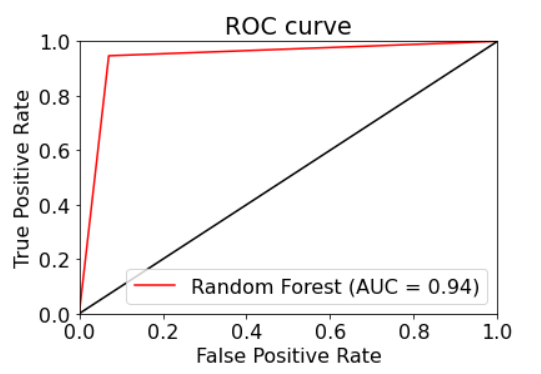 ROC curve
1.0
0.8
0.6
0.4
0.2
0.0
True Positive Rate
Random Forest (AUC = 0.94)
0.0 0.2 0.4 0.6 0.8 1.0
False Positive Rate